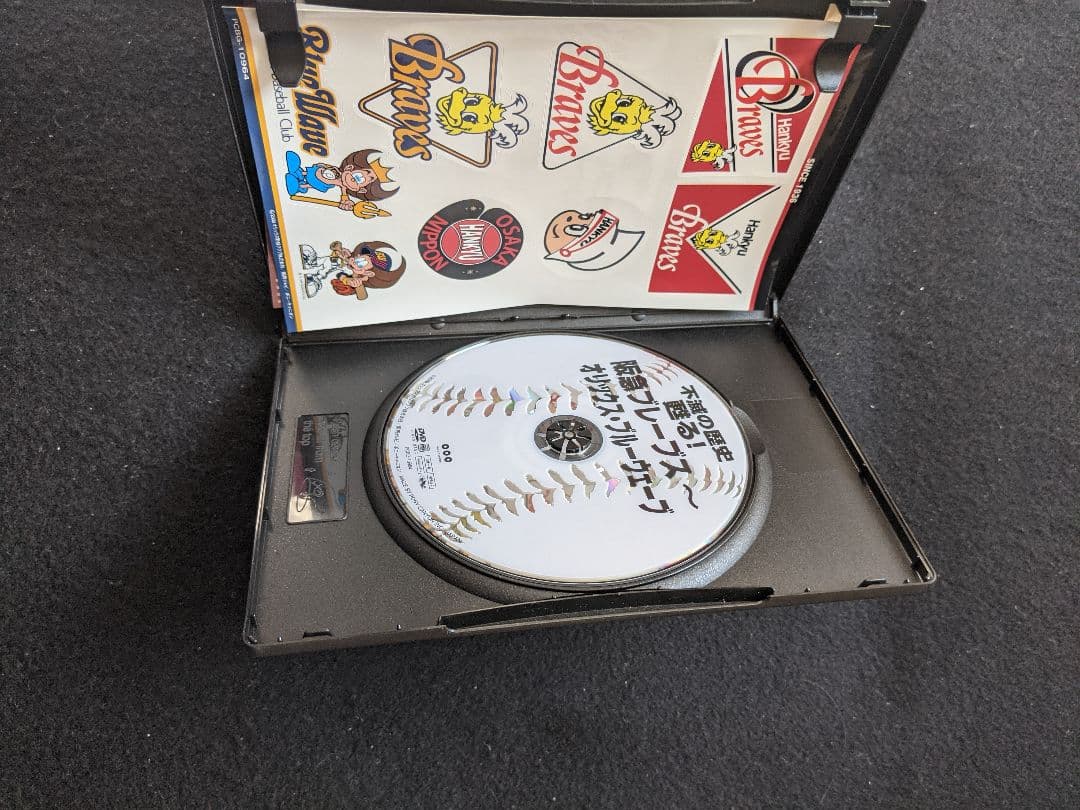 PCBG-10964
Blue Wave
Baseball Club
Braves
Braves
Hankyu
Braves
SINCE 1936
OSAKA
HANKYU
NIPPON
HANKYU
Hankyu
Braves
不滅の歴史
甦る!
阪急ブレーブス〜
オリックス・ブルーウェーブ
DVD